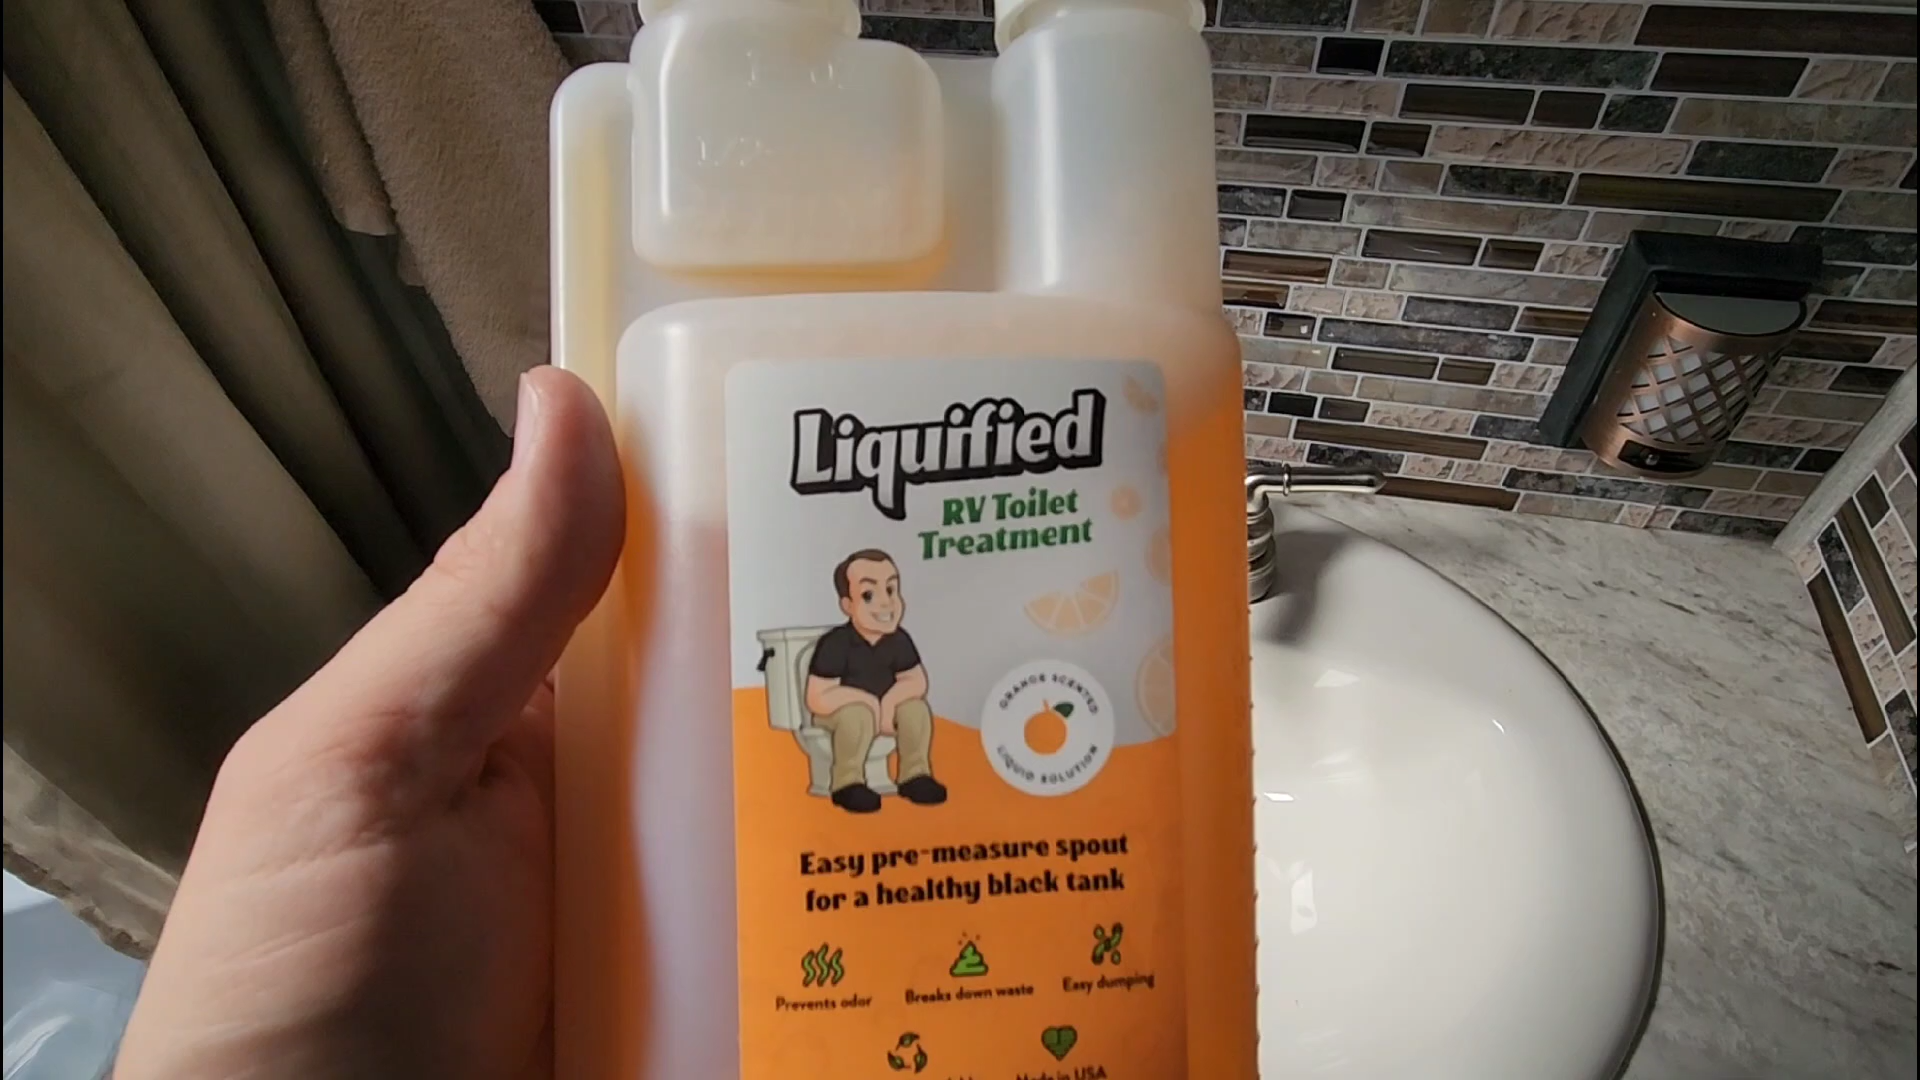 Liquified
RV Toilet
Treatment
ORANGE SCENTED
LIQUID SOLUTION
Easy pre-measure spout
for a healthy black tank
Prevents odor
Breaks down waste
Easy dumping
Made in USA